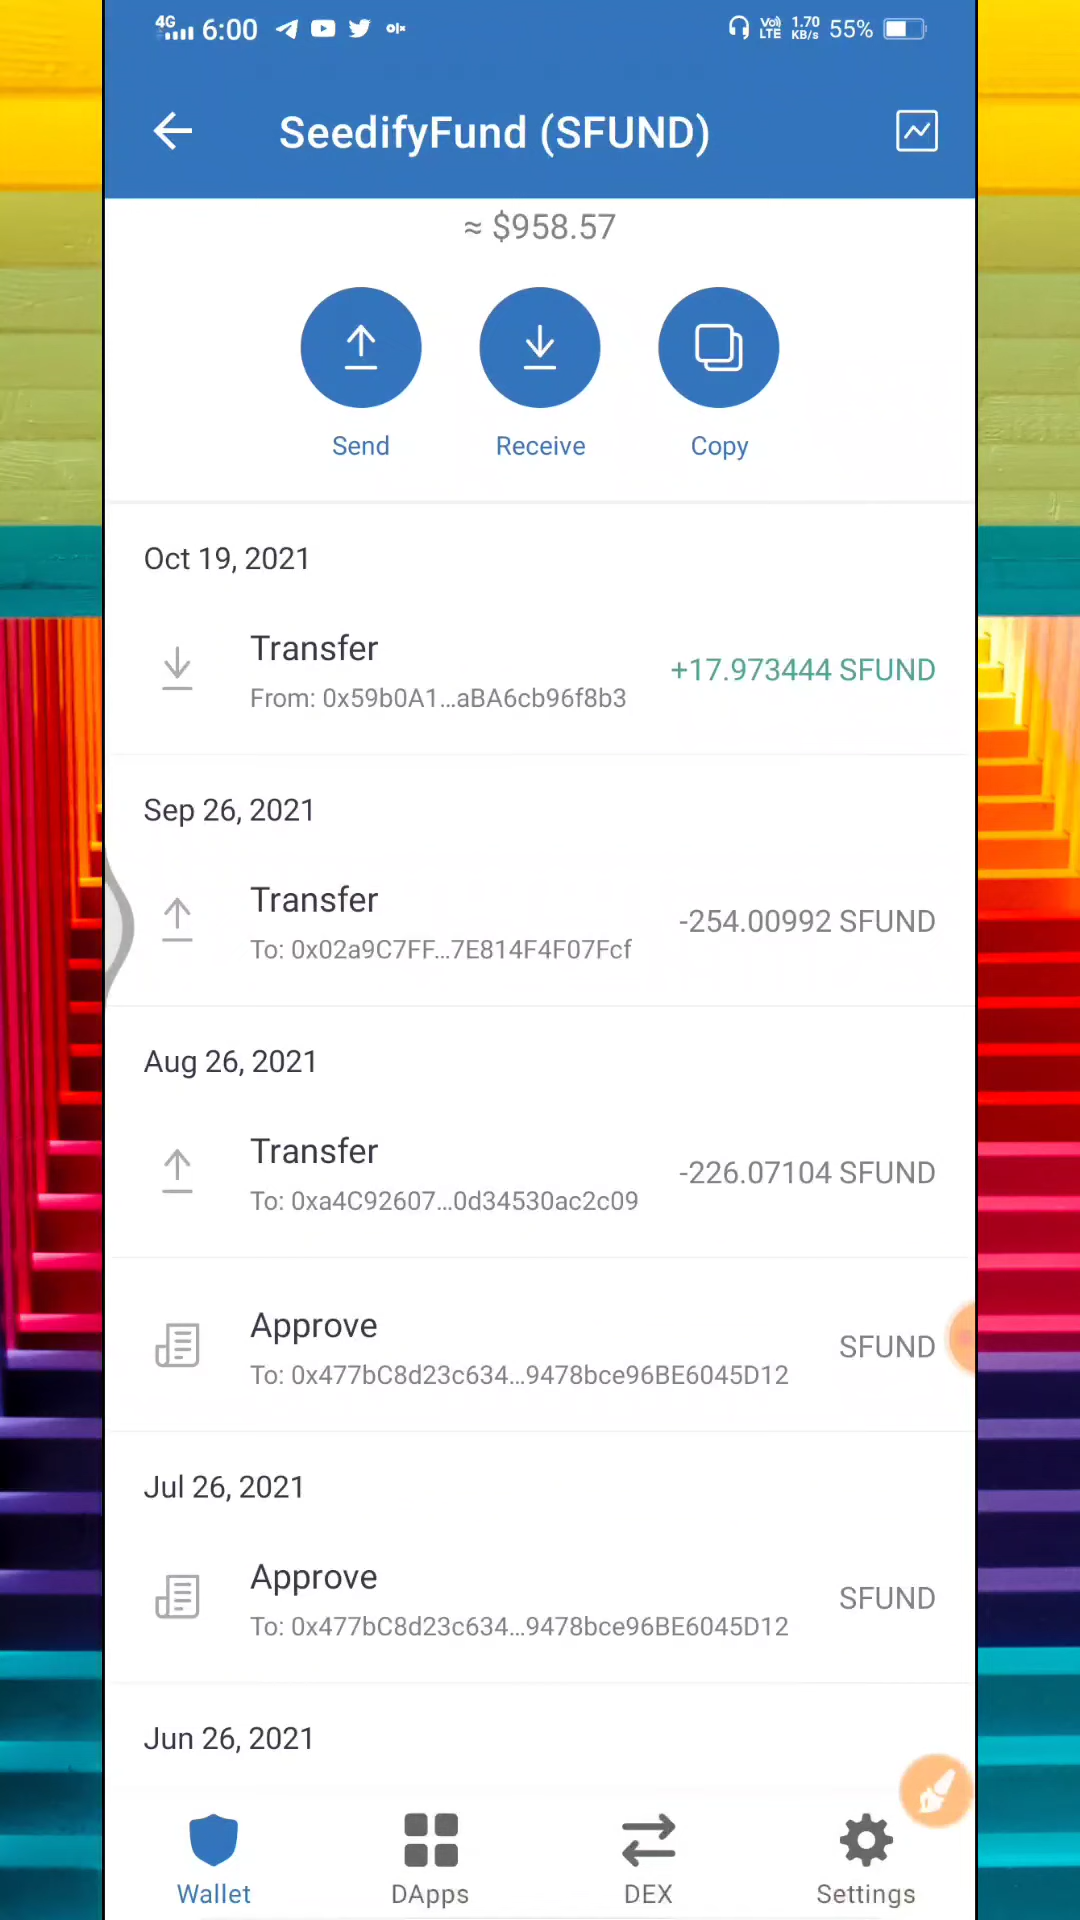 4G 6:00 olx Vo) LTE 1.70 KB/s 55%
SeedifyFund (SFUND)
≈ $958.57
Send Receive Copy
Oct 19, 2021
Transfer
+17.973444 SFUND
From: 0x59b0A1...aBA6cb96f8b3
Sep 26, 2021
Transfer
-254.00992 SFUND
To: 0x02a9C7FF...7E814F4F07Fcf
Aug 26, 2021
Transfer
-226.07104 SFUND
To: 0xa4C92607...0d34530ac2c09
Approve
SFUND
To: 0x477bC8d23c634...9478bce96BE6045D12
Jul 26, 2021
Approve
SFUND
To: 0x477bC8d23c634...9478bce96BE6045D12
Jun 26, 2021
Wallet DApps DEX Settings